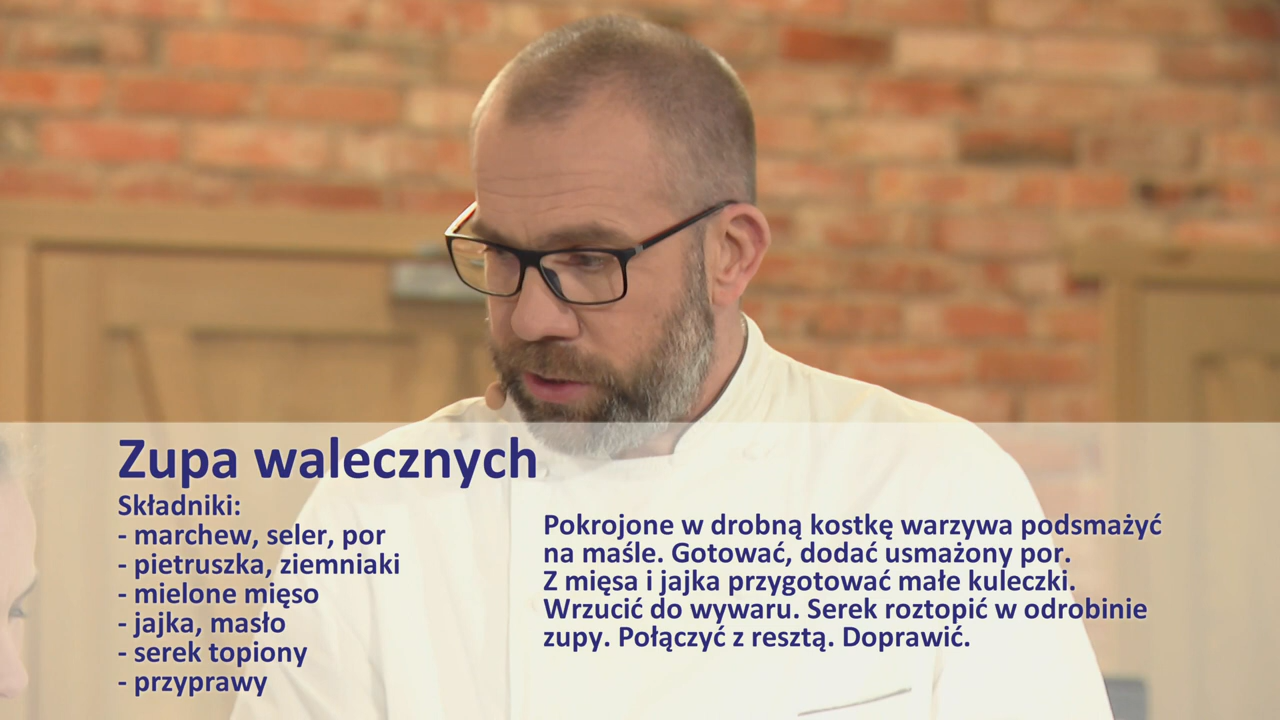 Zupa walecznych
Składniki:
- marchew, seler, por
- pietruszka, ziemniaki
- mielone mięso
- jajka, masło
- serek topiony
- przyprawy
Pokrojone w drobną kostkę warzywa podsmażyć
na maśle. Gotować, dodać usmażony por.
Z mięsa i jajka przygotować małe kuleczki.
Wrzucić do wywaru. Serek roztopić w odrobinie
zupy. Połączyć z resztą. Doprawić.